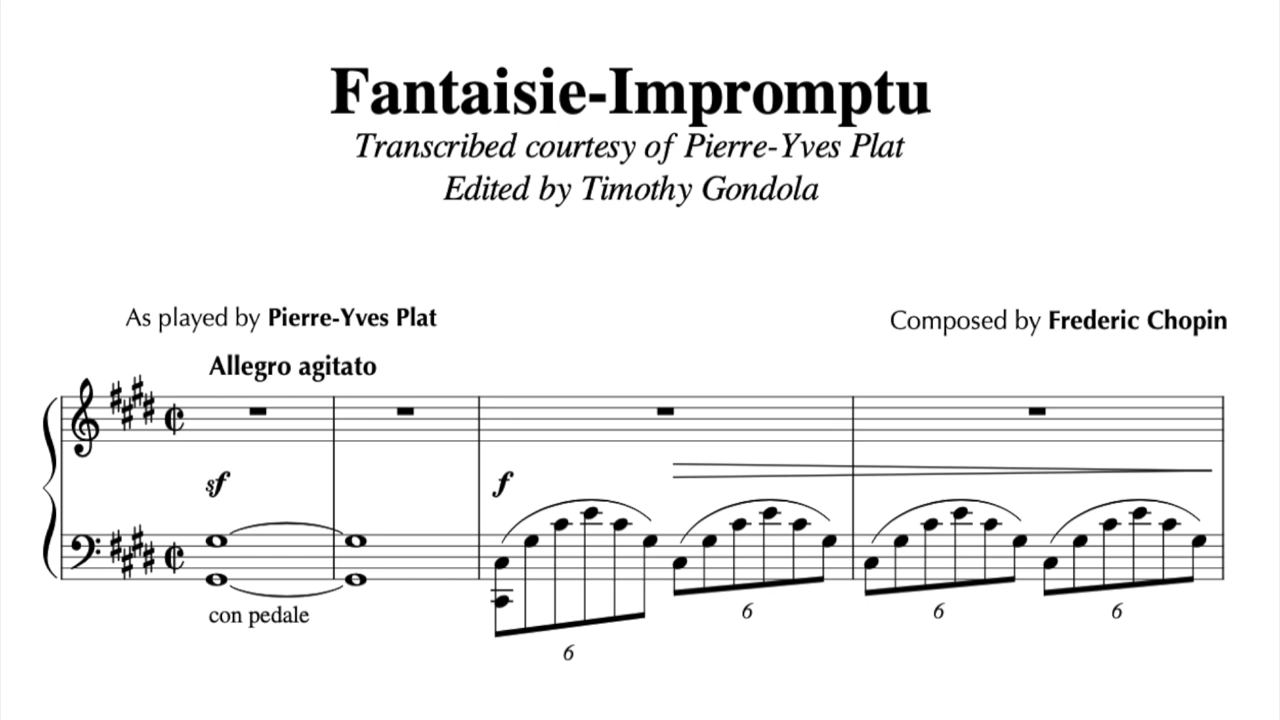 Fantaisie-Impromptu
Transcribed courtesy of Pierre-Yves Plat
Edited by Timothy Gondola
As played by Pierre-Yves Plat
Composed by Frederic Chopin
Allegro agitato
sf
f
con pedale
6
6
6
6